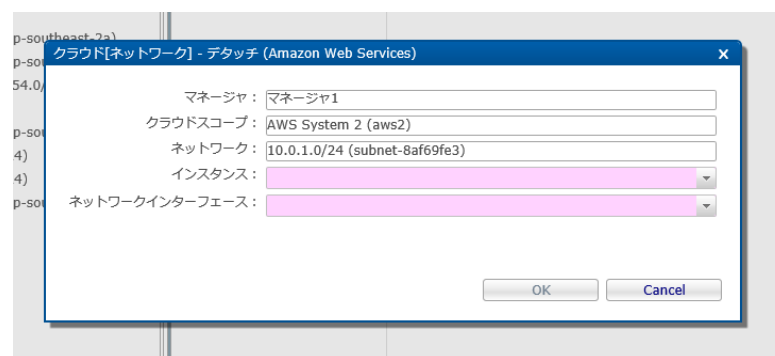 p-southeast-2a)
クラウド[ネットワーク] - デタッチ (Amazon Web Services)
x
p-sou
54.0/
マネージャ： マネージャ1
クラウドスコープ： AWS System 2 (aws2)
p-sou
ネットワーク： 10.0.1.0/24 (subnet-8af69fe3)
4)
インスタンス：
4)
p-sou
ネットワークインターフェース：
OK
Cancel